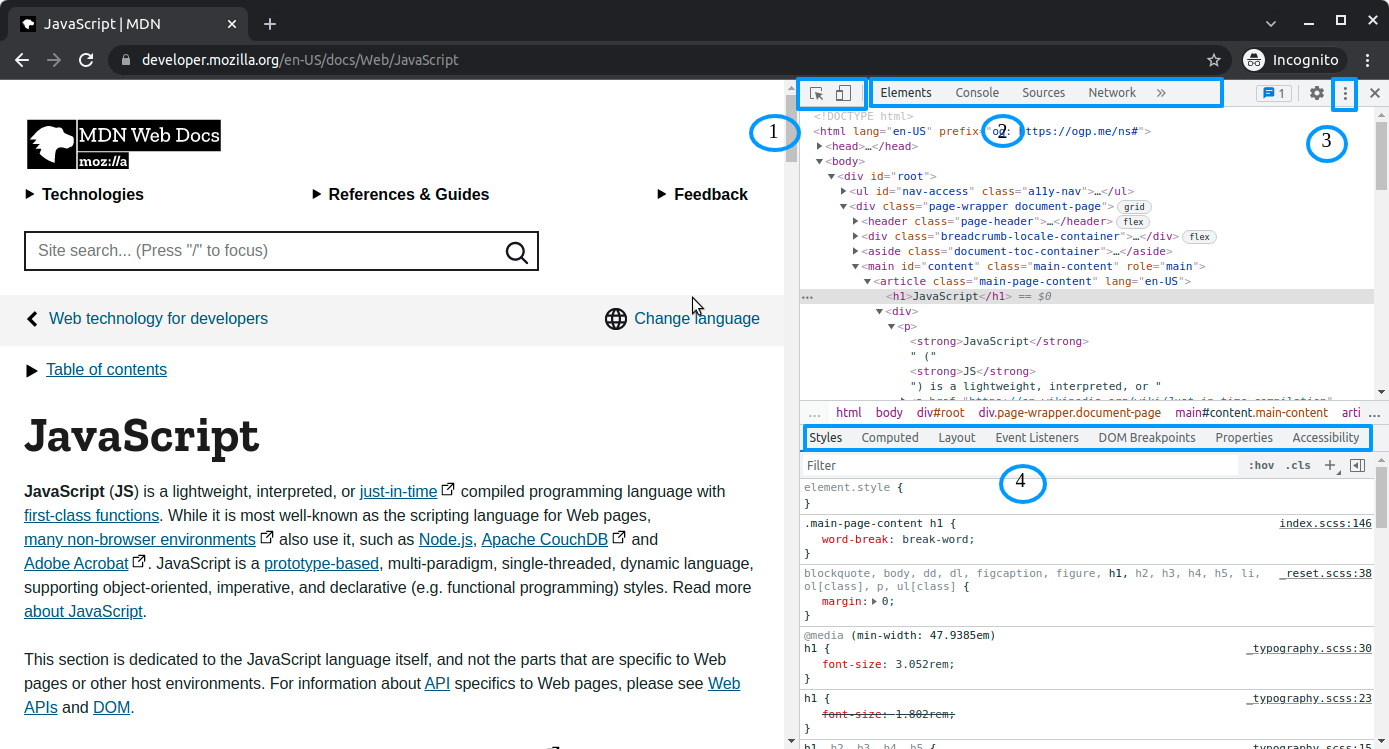 JavaScript | MDN
developer.mozilla.org/en-US/docs/Web/JavaScript
Incognito
MDN Web Docs
moz://a
Technologies
References & Guides
Feedback
Site search... (Press "/" to focus)
Web technology for developers
Change language
Table of contents
JavaScript
JavaScript (JS) is a lightweight, interpreted, or just-in-time compiled programming language with
first-class functions. While it is most well-known as the scripting language for Web pages,
many non-browser environments also use it, such as Node.js, Apache CouchDB and
Adobe Acrobat. JavaScript is a prototype-based, multi-paradigm, single-threaded, dynamic language,
supporting object-oriented, imperative, and declarative (e.g. functional programming) styles. Read more
about JavaScript.
This section is dedicated to the JavaScript language itself, and not the parts that are specific to Web
pages or other host environments. For information about API specifics to Web pages, please see Web
APIs and DOM.
Elements Console Sources Network » 1
1
2
3
<!DOCTYPE html>
<html lang="en-US" prefix="og: https://ogp.me/ns#">
<head>…</head>
<body>
<div id="root">
<ul id="nav-access" class="a11y-nav">…</ul>
<div class="page-wrapper document-page"> grid
<header class="page-header">…</header> flex
<div class="breadcrumb-locale-container">…</div> flex
<aside class="document-toc-container">…</aside>
<main id="content" class="main-content" role="main">
<article class="main-page-content" lang="en-US">
… <h1>JavaScript</h1> == $0
<div>
<p>
<strong>JavaScript</strong>
" ("
<strong>JS</strong>
") is a lightweight, interpreted, or "
… html body div#root div.page-wrapper.document-page main#content.main-content arti …
Styles Computed Layout Event Listeners DOM Breakpoints Properties Accessibility
Filter :hov .cls +
4
element.style {
}
.main-page-content h1 { index.scss:146
word-break: break-word;
}
blockquote, body, dd, dl, figcaption, figure, h1, h2, h3, h4, h5, li, _reset.scss:38
ol[class], p, ul[class] {
margin: 0;
}
@media (min-width: 47.9385em)
h1 { _typography.scss:30
font-size: 3.052rem;
}
h1 { _typography.scss:23
font-size: 1.802rem;
}
h1, h2, h3, h4, h5 { _typography.scss:15